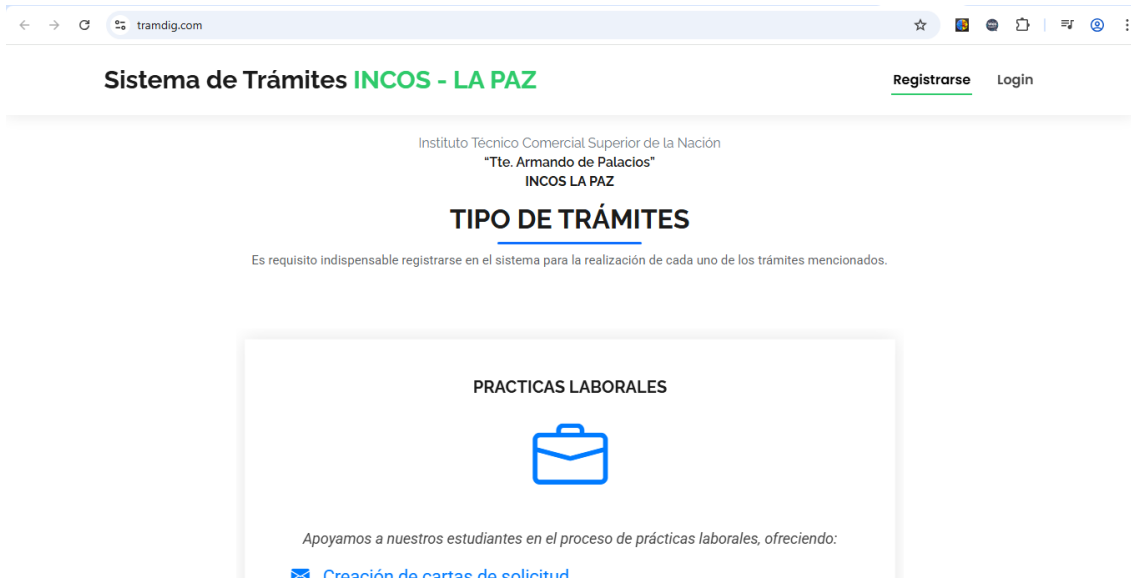 tramdig.com
Sistema de Trámites INCOS - LA PAZ
Registrarse
Login
Instituto Técnico Comercial Superior de la Nación
“Tte. Armando de Palacios”
INCOS LA PAZ
TIPO DE TRÁMITES
Es requisito indispensable registrarse en el sistema para la realización de cada uno de los trámites mencionados.
PRACTICAS LABORALES
Apoyamos a nuestros estudiantes en el proceso de prácticas laborales, ofreciendo:
Creación de cartas de solicitud